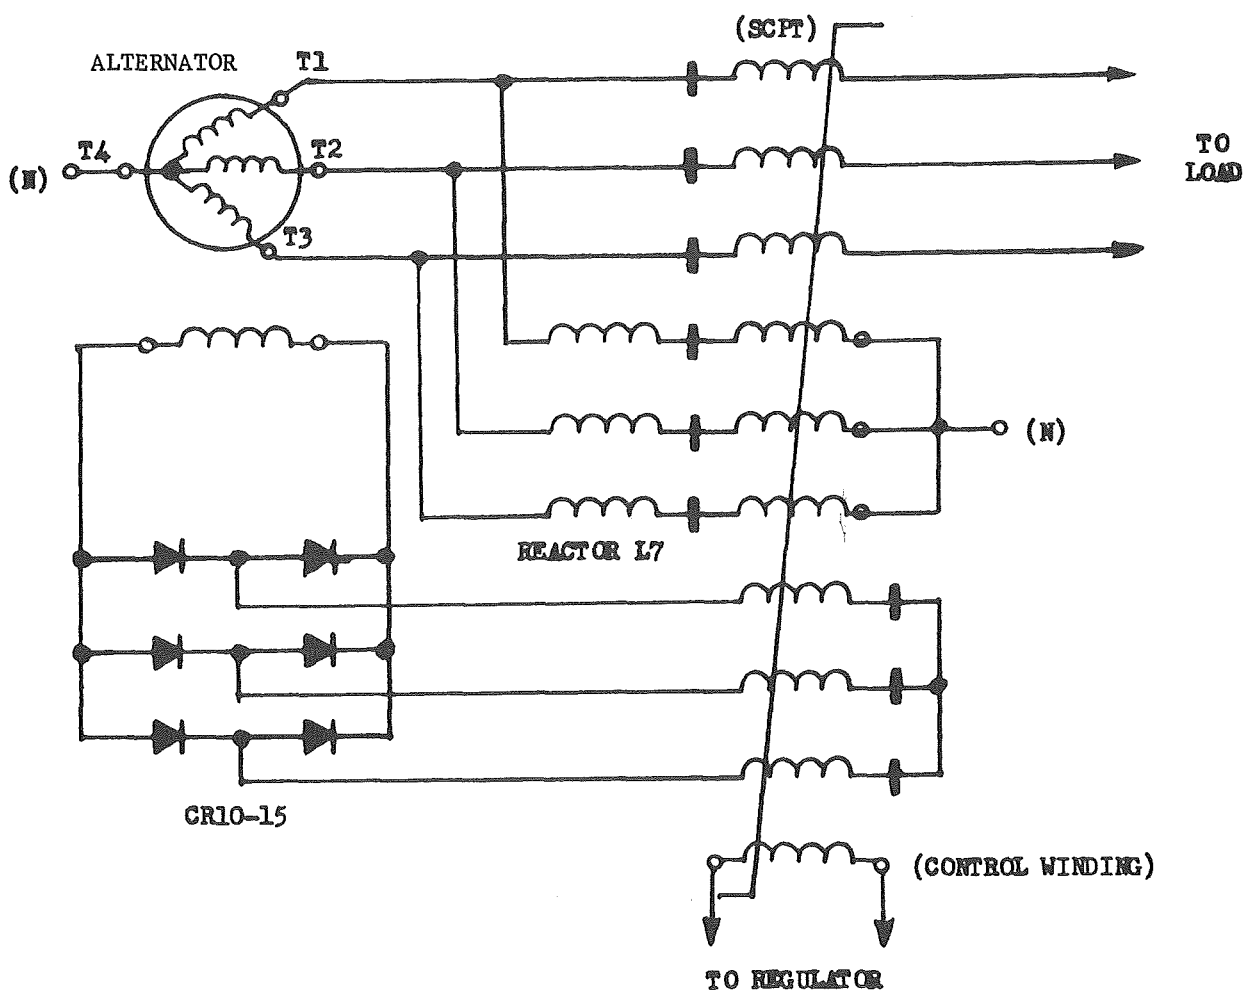 (SCPT)
ALTERNATOR
T1
T4
T2
(N)
TO
LOAD
T3
(N)
REACTOR L7
CR10-15
(CONTROL WINDING)
TO REGULATOR